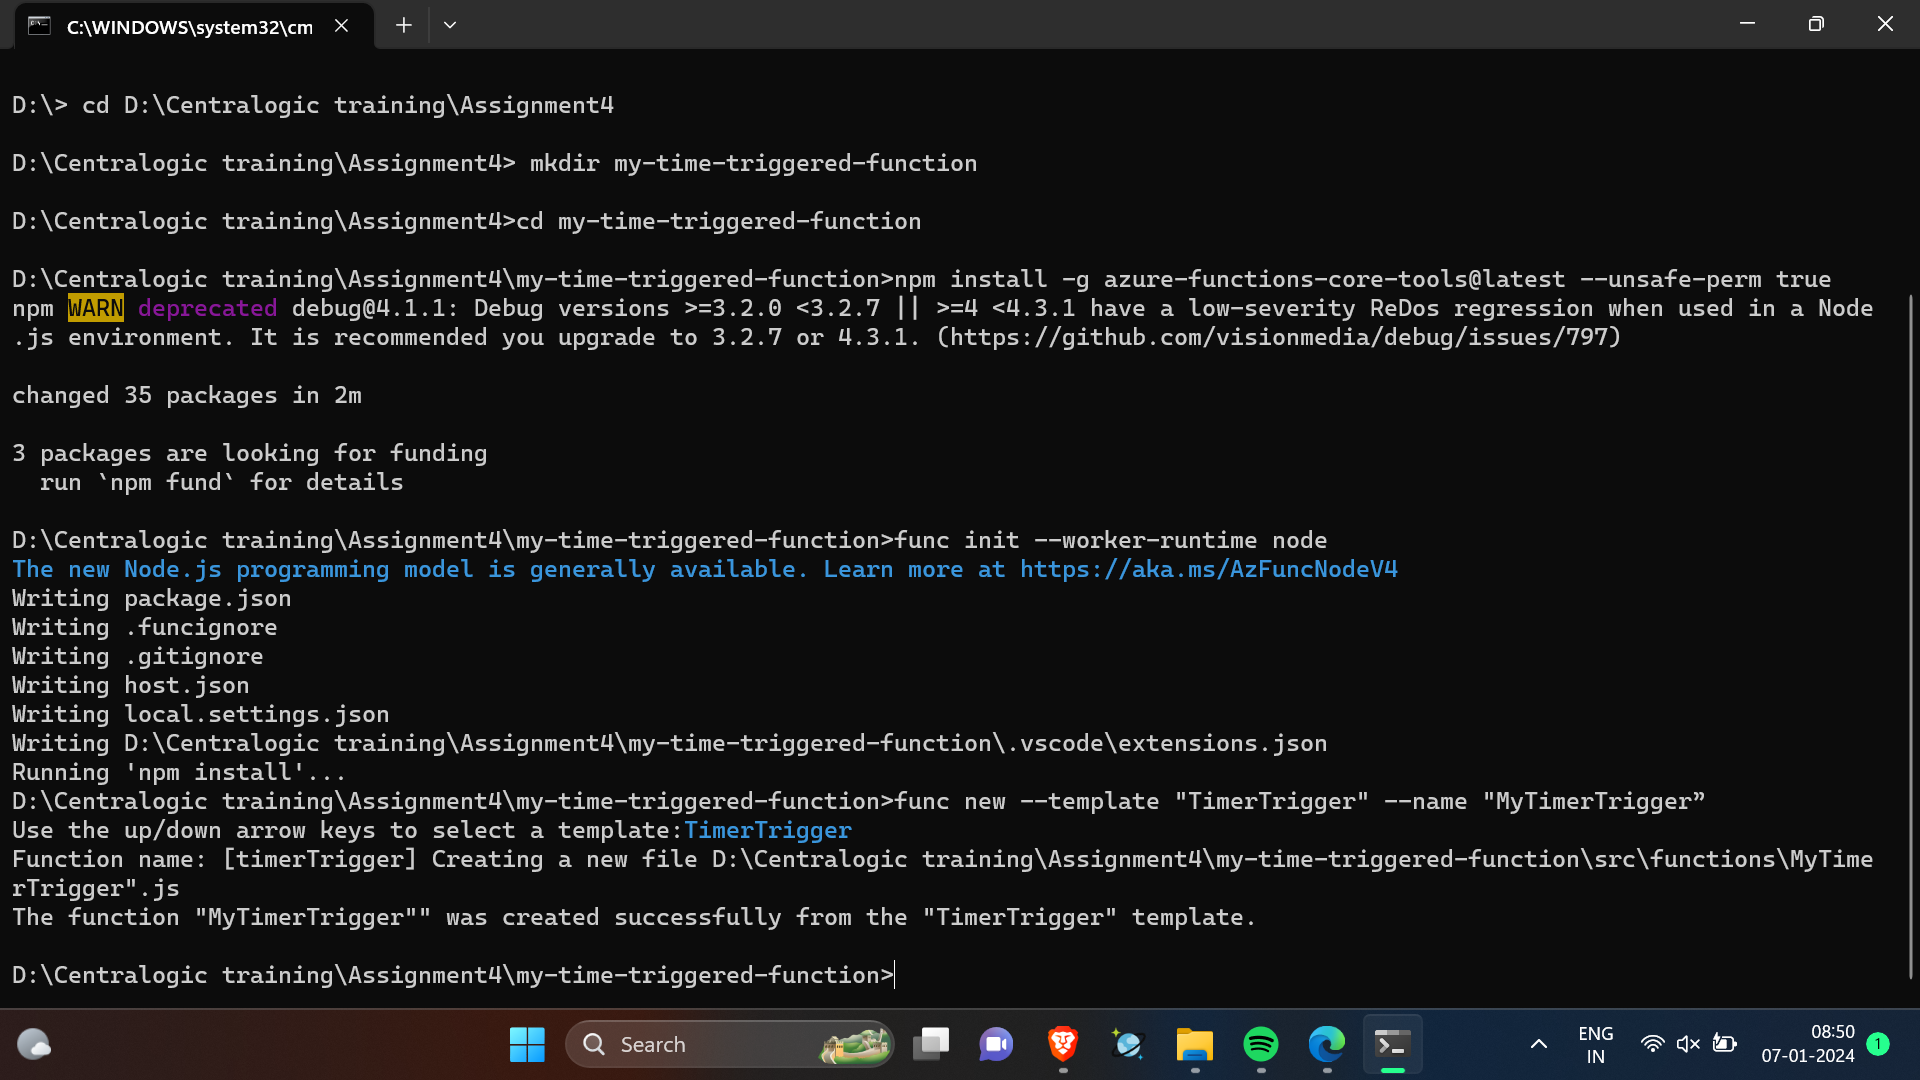 C:\WINDOWS\system32\cm
D:\> cd D:\Centralogic training\Assignment4
D:\Centralogic training\Assignment4> mkdir my-time-triggered-function
D:\Centralogic training\Assignment4>cd my-time-triggered-function
D:\Centralogic training\Assignment4\my-time-triggered-function>npm install -g azure-functions-core-tools@latest --unsafe-perm true
npm WARN deprecated debug@4.1.1: Debug versions >=3.2.0 <3.2.7 || >=4 <4.3.1 have a low-severity ReDos regression when used in a Node
.js environment. It is recommended you upgrade to 3.2.7 or 4.3.1. (https://github.com/visionmedia/debug/issues/797)
changed 35 packages in 2m
3 packages are looking for funding
  run `npm fund` for details
D:\Centralogic training\Assignment4\my-time-triggered-function>func init --worker-runtime node
The new Node.js programming model is generally available. Learn more at https://aka.ms/AzFuncNodeV4
Writing package.json
Writing .funcignore
Writing .gitignore
Writing host.json
Writing local.settings.json
Writing D:\Centralogic training\Assignment4\my-time-triggered-function\.vscode\extensions.json
Running 'npm install'...
D:\Centralogic training\Assignment4\my-time-triggered-function>func new --template "TimerTrigger" --name "MyTimerTrigger”
Use the up/down arrow keys to select a template:TimerTrigger
Function name: [timerTrigger] Creating a new file D:\Centralogic training\Assignment4\my-time-triggered-function\src\functions\MyTime
rTrigger".js
The function "MyTimerTrigger"" was created successfully from the "TimerTrigger" template.
D:\Centralogic training\Assignment4\my-time-triggered-function>
Search
ENG
IN
08:50
07-01-2024
1